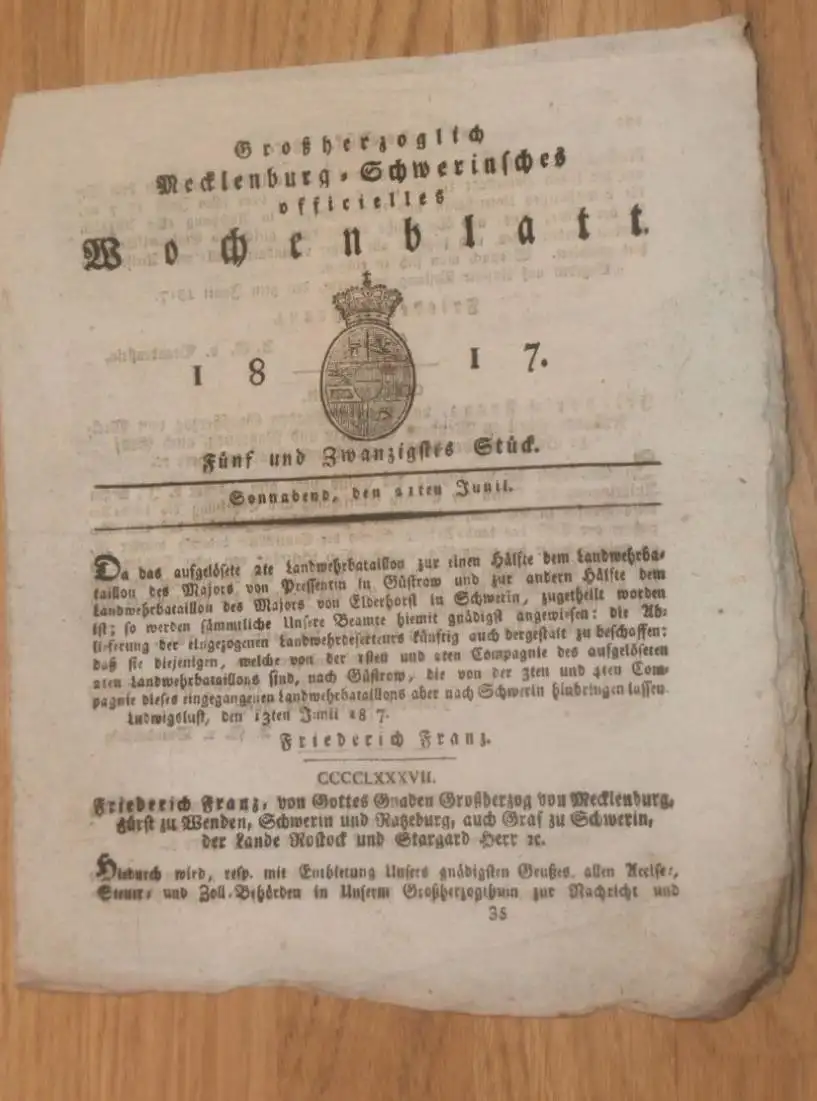 Großherzoglich
Mecklenburg-Schwerinsches
officielles
Wochenblatt.
1817.
Fünf und Zwanzigstes Stück.
Sonnabend, den 21ten Junii.
Da das aufgelösete 2te Landwehrbataillon zur einen Hälfte dem Landwehrba-
taillon des Majors von Pressentin in Güstrow und zur andern Hälfte dem
Landwehrbataillon des Majors von Elderhorst in Schwerin, zugetheilt worden
ist; so werden sämmtliche Unsere Beamte hiemit gnädigst angewiesen: die Ab-
lieferung der eingezogenen Landwehrdeserteurs künftig auch dergestalt zu beschaffen:
daß sie diejenigen, welche von der 1sten und 2ten Compagnie des aufgelöseten
2ten Landwehrbataillons sind, nach Güstrow, die von der 3ten und 4ten Com-
pagnie dieses eingegangenen Landwehrbataillons aber nach Schwerin hinbringen lassen.
Ludwigslust, den 13ten Junii 18 7.
Friederich Franz.
CCCCLXXXVII.
Friederich Franz, von Gottes Gnaden Großherzog von Mecklenburg,
Fürst zu Wenden, Schwerin und Ratzeburg, auch Graf zu Schwerin,
der Lande Rostock und Stargard Herr ꝛc.
Hiedurch wird, resp. mit Entbietung Unsers gnädigsten Grußes, allen Accise-,
Steuer- und Zoll-Behörden in Unserm Großherzogthum zur Nachricht und
35